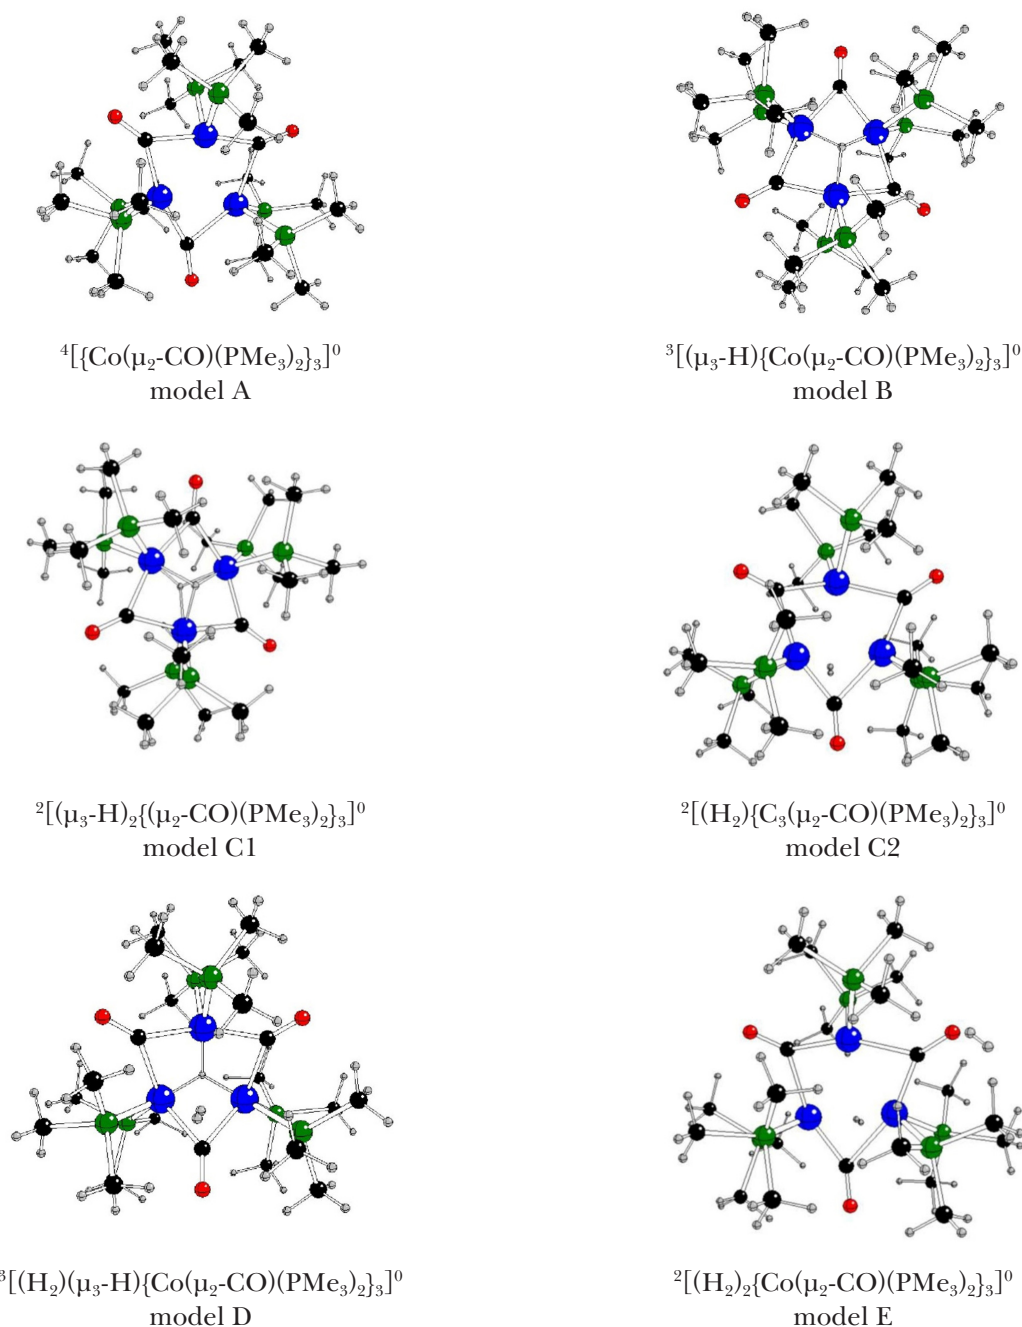 ⁴[{Co(μ₂-CO)(PMe₃)₂}₃]⁰
model A
³[(μ₃-H){Co(μ₂-CO)(PMe₃)₂}₃]⁰
model B
²[(μ₃-H)₂{(μ₂-CO)(PMe₃)₂}₃]⁰
model C1
²[(H₂){C₃(μ₂-CO)(PMe₃)₂}₃]⁰
model C2
³[(H₂)(μ₃-H){Co(μ₂-CO)(PMe₃)₂}₃]⁰
model D
²[(H₂)₂{Co(μ₂-CO)(PMe₃)₂}₃]⁰
model E